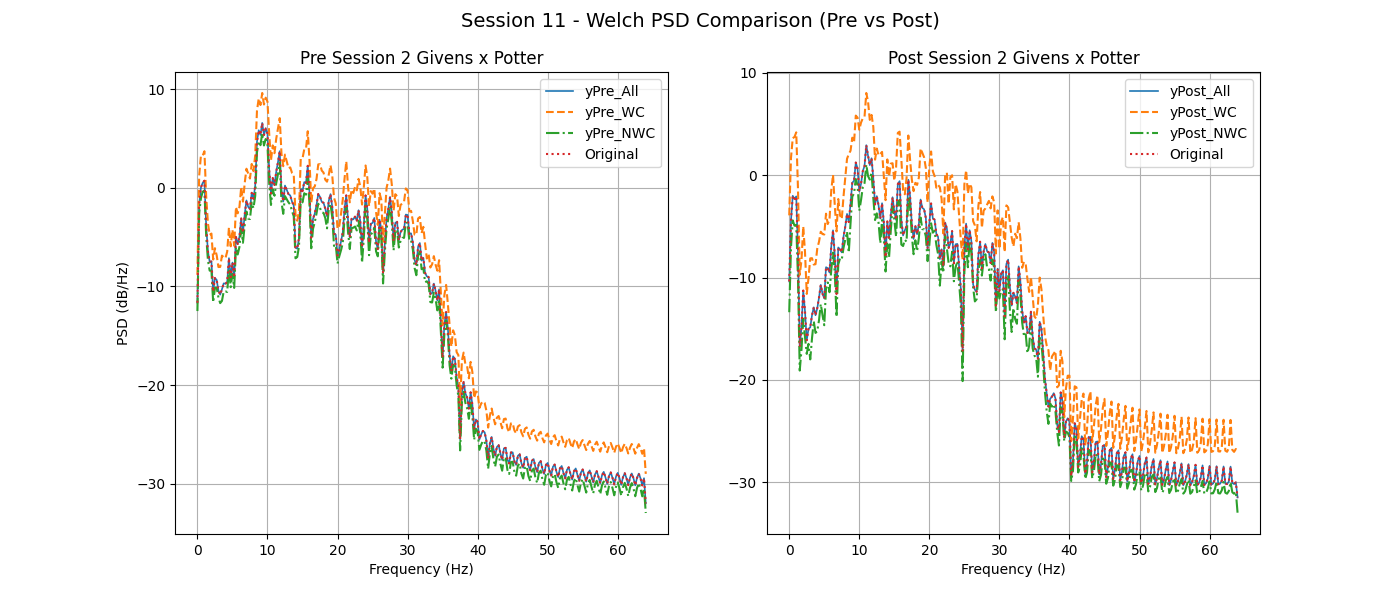 Session 11 - Welch PSD Comparison (Pre vs Post)
Pre Session 2 Givens x Potter
yPre_All
yPre_WC
yPre_NWC
Original
10
0
−10
−20
−30
PSD (dB/Hz)
0 10 20 30 40 50 60
Frequency (Hz)
Post Session 2 Givens x Potter
yPost_All
yPost_WC
yPost_NWC
Original
10
0
−10
−20
−30
0 10 20 30 40 50 60
Frequency (Hz)